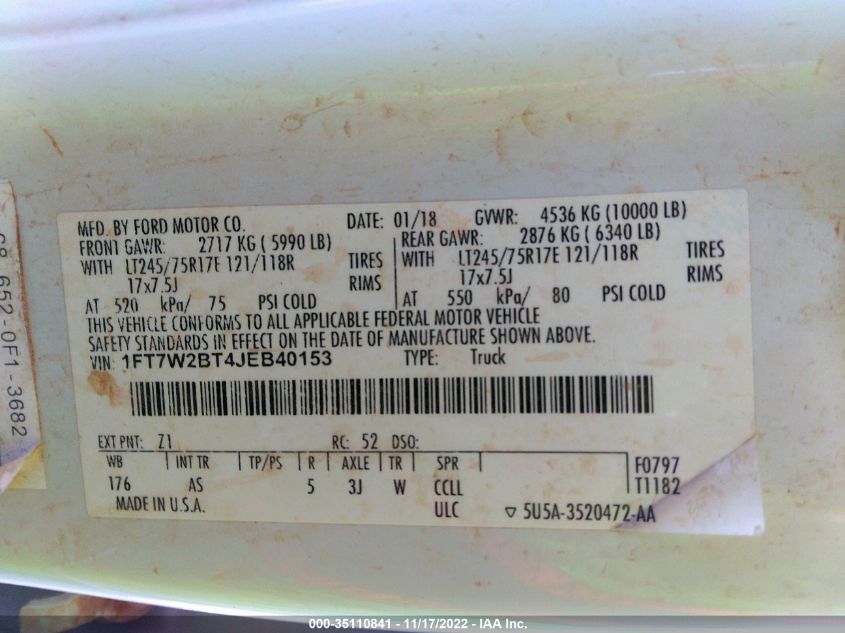 MFD. BY FORD MOTOR CO. DATE: 01/18 GVWR: 4536 KG (10000 LB)
FRONT GAWR: 2717 KG ( 5990 LB) REAR GAWR: 2876 KG ( 6340 LB)
WITH LT245/75R17E 121/118R TIRES WITH LT245/75R17E 121/118R TIRES
17x7.5J RIMS 17x7.5J RIMS
AT 520 kPa/ 75 PSI COLD AT 550 kPa/ 80 PSI COLD
THIS VEHICLE CONFORMS TO ALL APPLICABLE FEDERAL MOTOR VEHICLE
SAFETY STANDARDS IN EFFECT ON THE DATE OF MANUFACTURE SHOWN ABOVE.
VIN: 1FT7W2BT4JEB40153 TYPE: Truck
EXT PNT: Z1 RC: 52 DSO:
WB INT TR TP/PS R AXLE TR SPR F0797
176 AS 5 3J W CCLL T1182
MADE IN U.S.A. ULC ▽ 5U5A-3520472-AA
652-0F1-3682
000-35110841 - 11/17/2022 - IAA Inc.